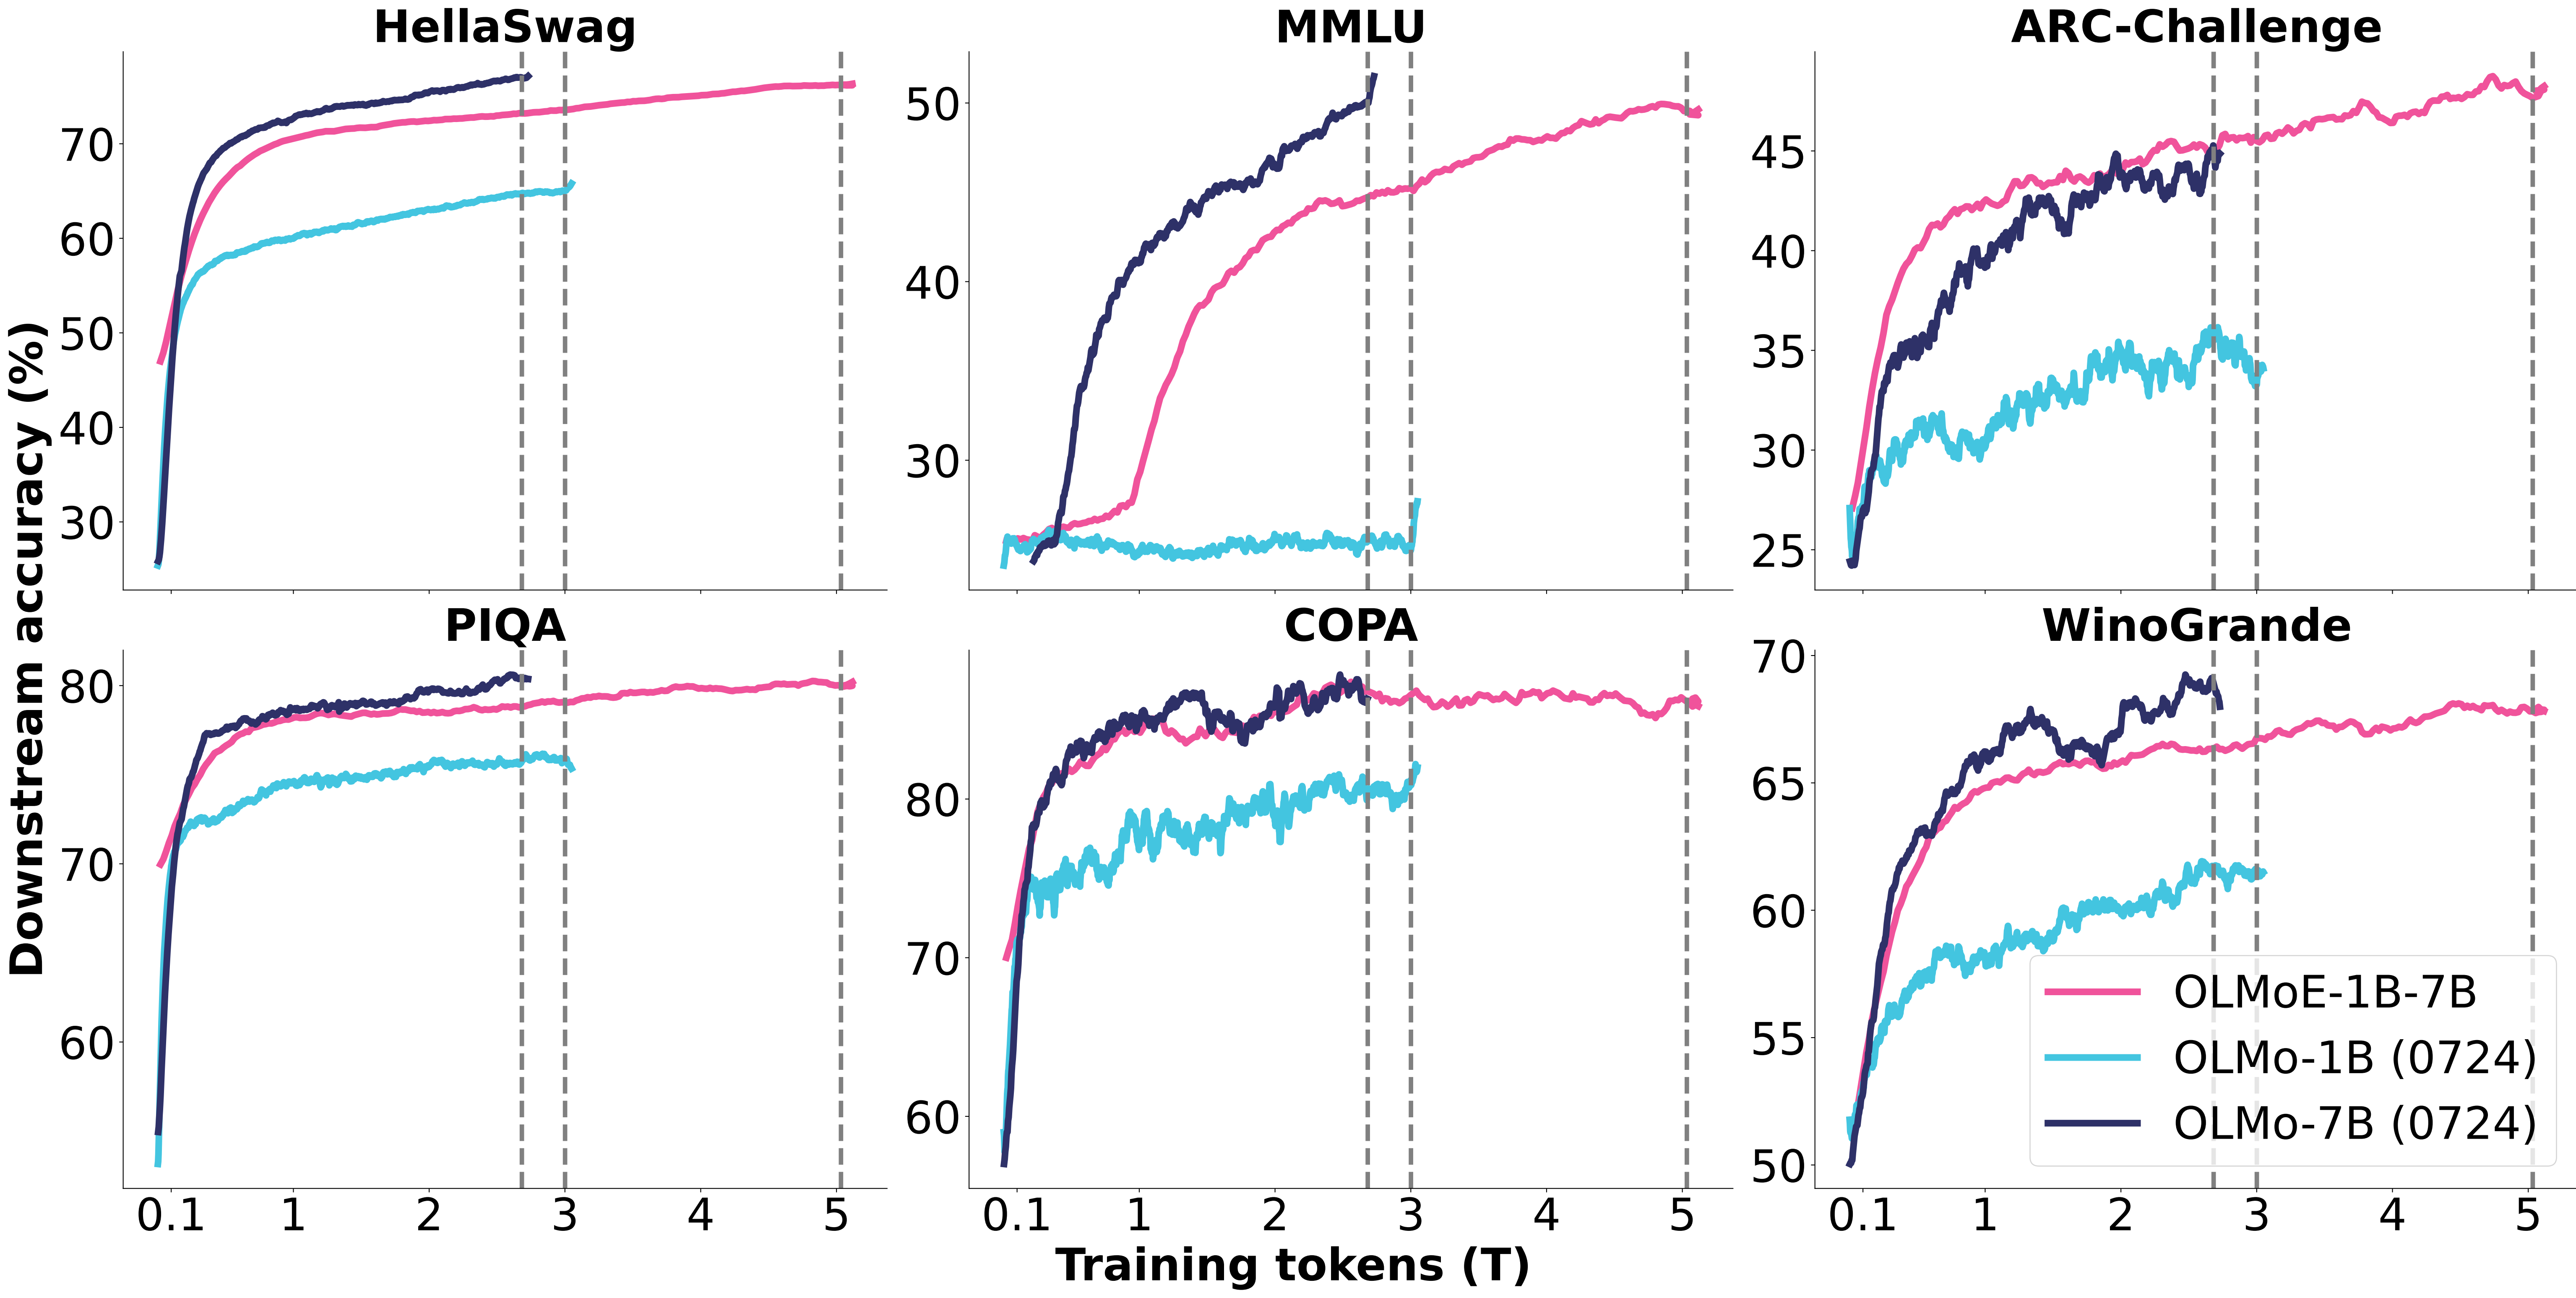 HellaSwag
MMLU
ARC-Challenge
Downstream accuracy (%)
70
60
50
40
30
50
40
30
45
40
35
30
25
PIQA
COPA
WinoGrande
80
70
60
80
70
60
70
65
60
55
50
OLMoE-1B-7B
OLMo-1B (0724)
OLMo-7B (0724)
0.1 1 2 3 4 5
0.1 1 2 3 4 5
0.1 1 2 3 4 5
Training tokens (T)